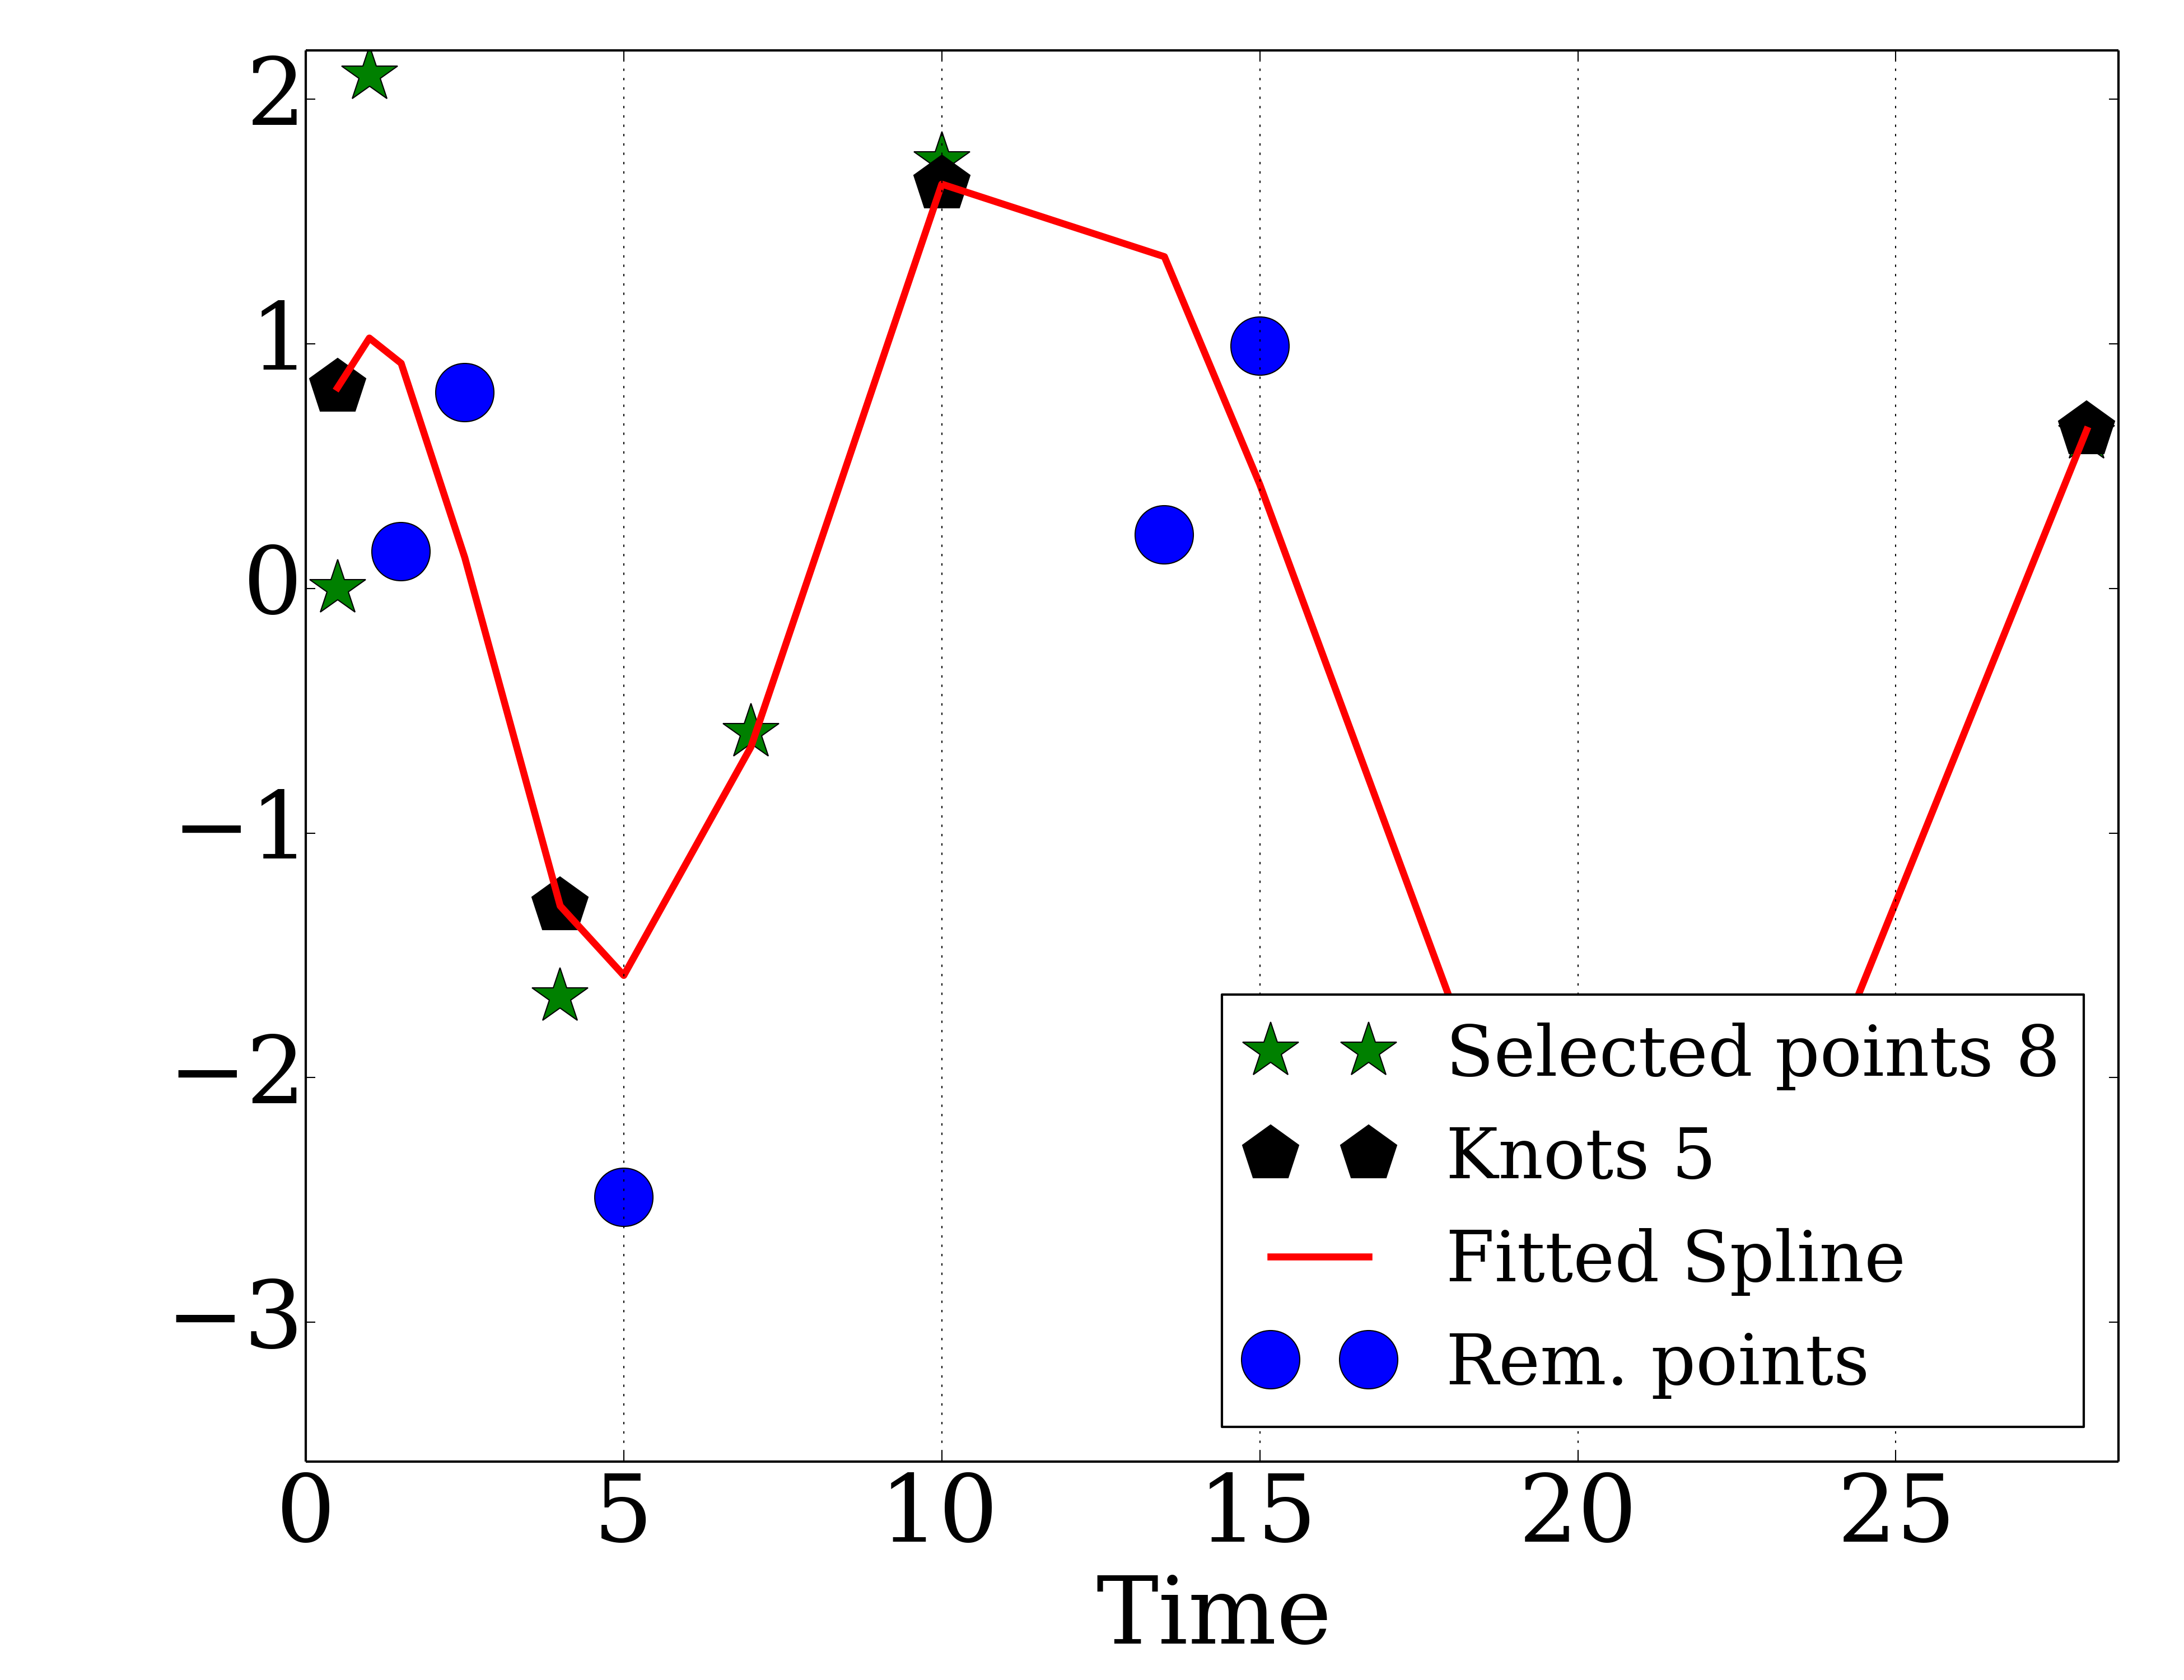 2
1
0
−1
−2
−3
Selected points 8
Knots 5
Fitted Spline
Rem. points
0 5 10 15 20 25
Time